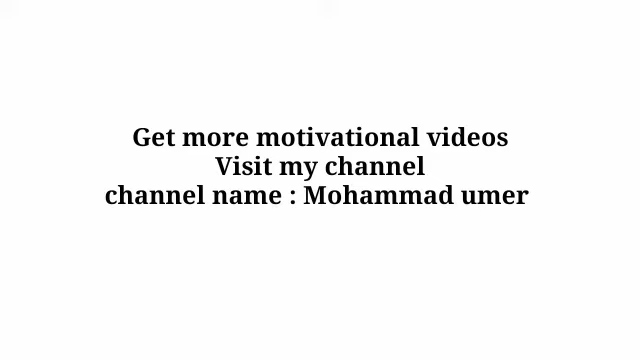 Get more motivational videos
Visit my channel
channel name : Mohammad umer